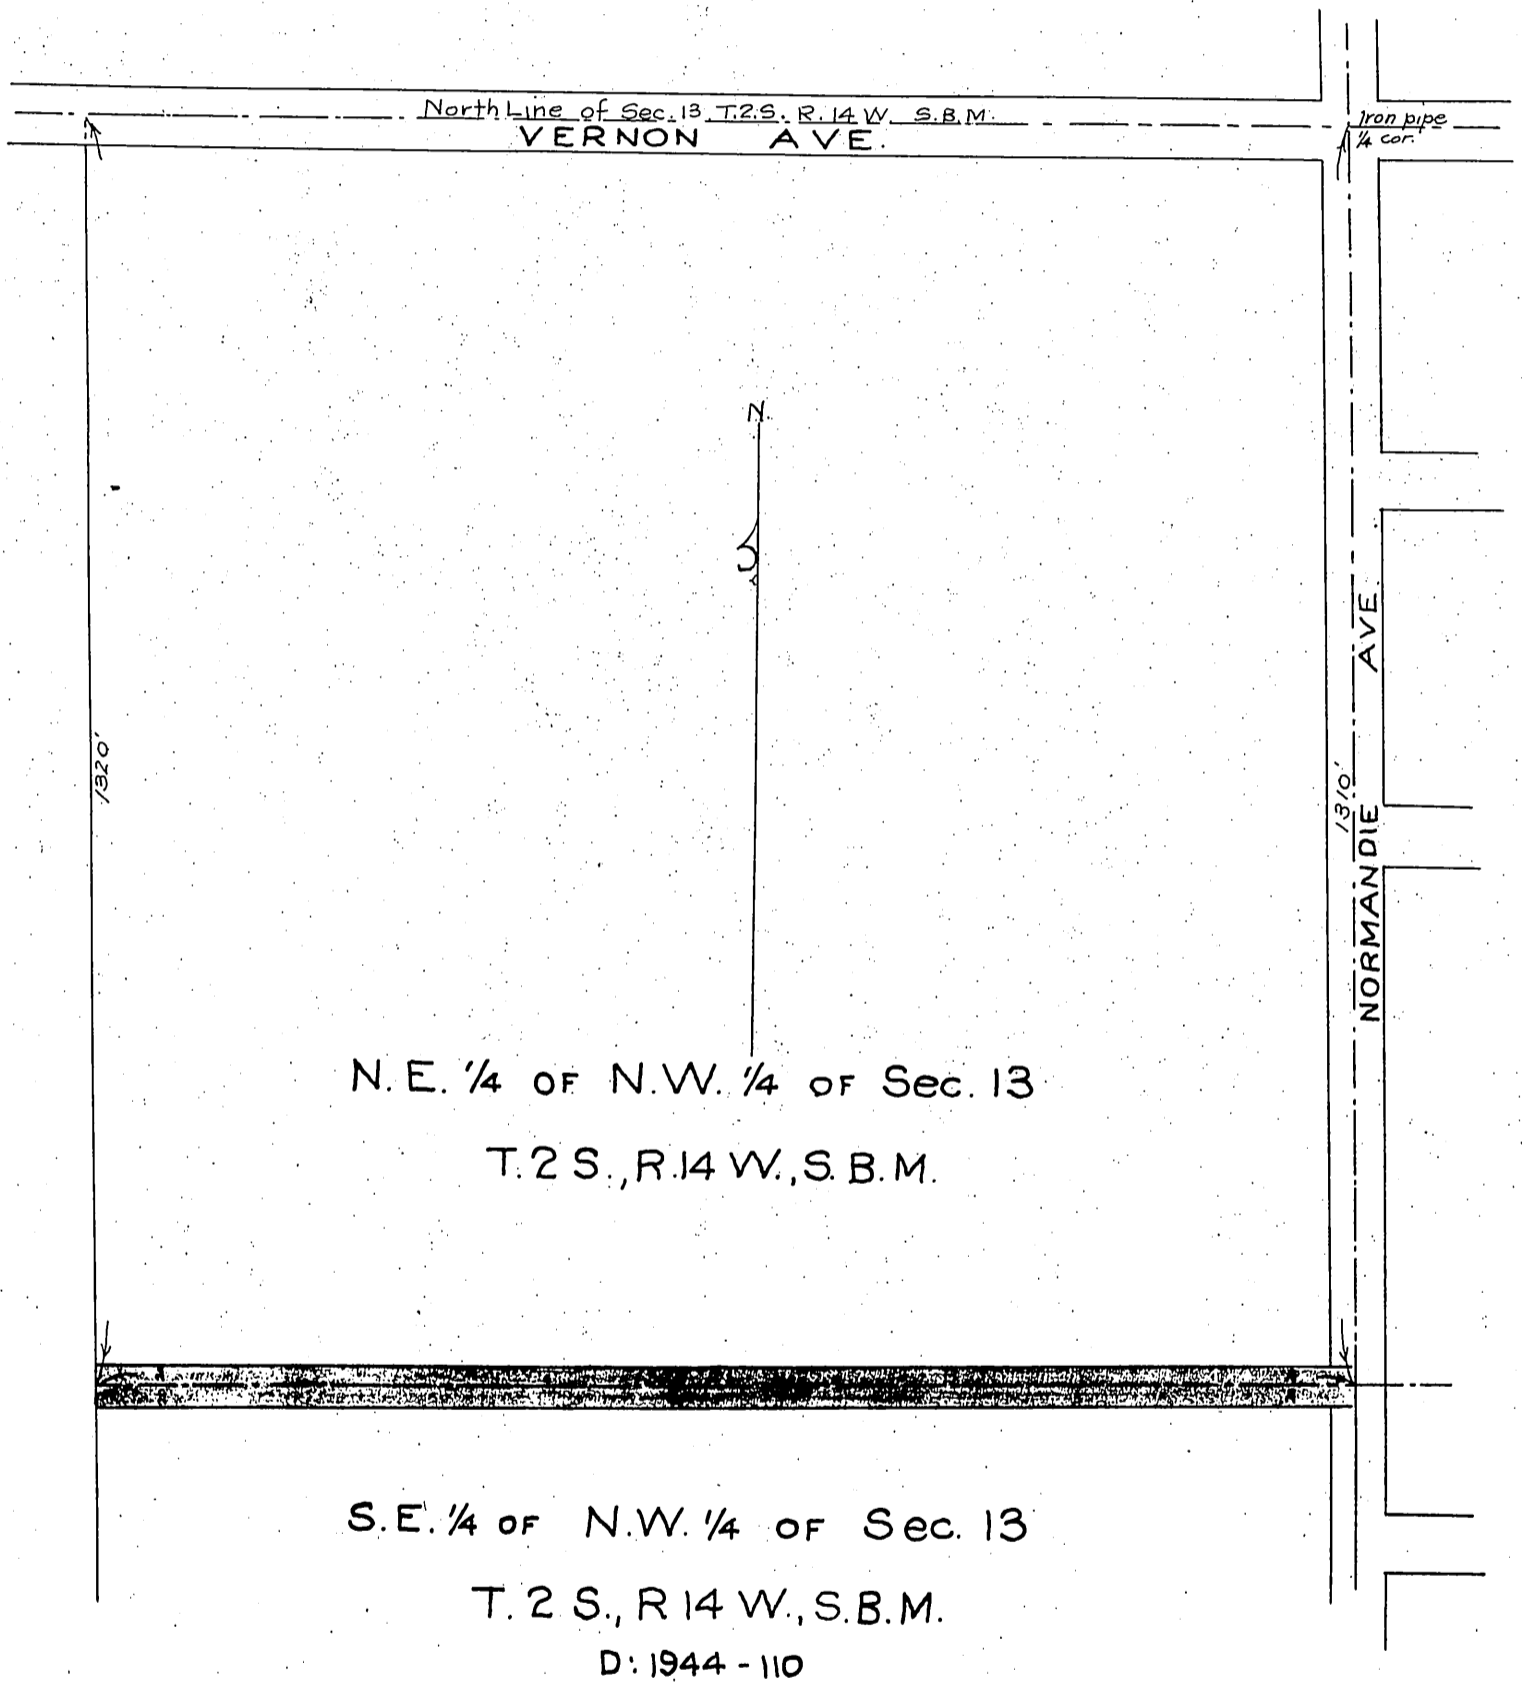 North Line of Sec. 13 T.2.S. R. 14 W. S.B.M.
VERNON AVE.
Iron pipe
1/4 cor.
N.
1320'
1310'
NORMANDIE AVE.
N. E. 1/4 OF N.W. 1/4 OF Sec. 13
T. 2 S., R. 14 W., S. B. M.
S. E. 1/4 OF N.W. 1/4 OF Sec. 13
T. 2 S., R 14 W., S.B.M.
D: 1944 - 110